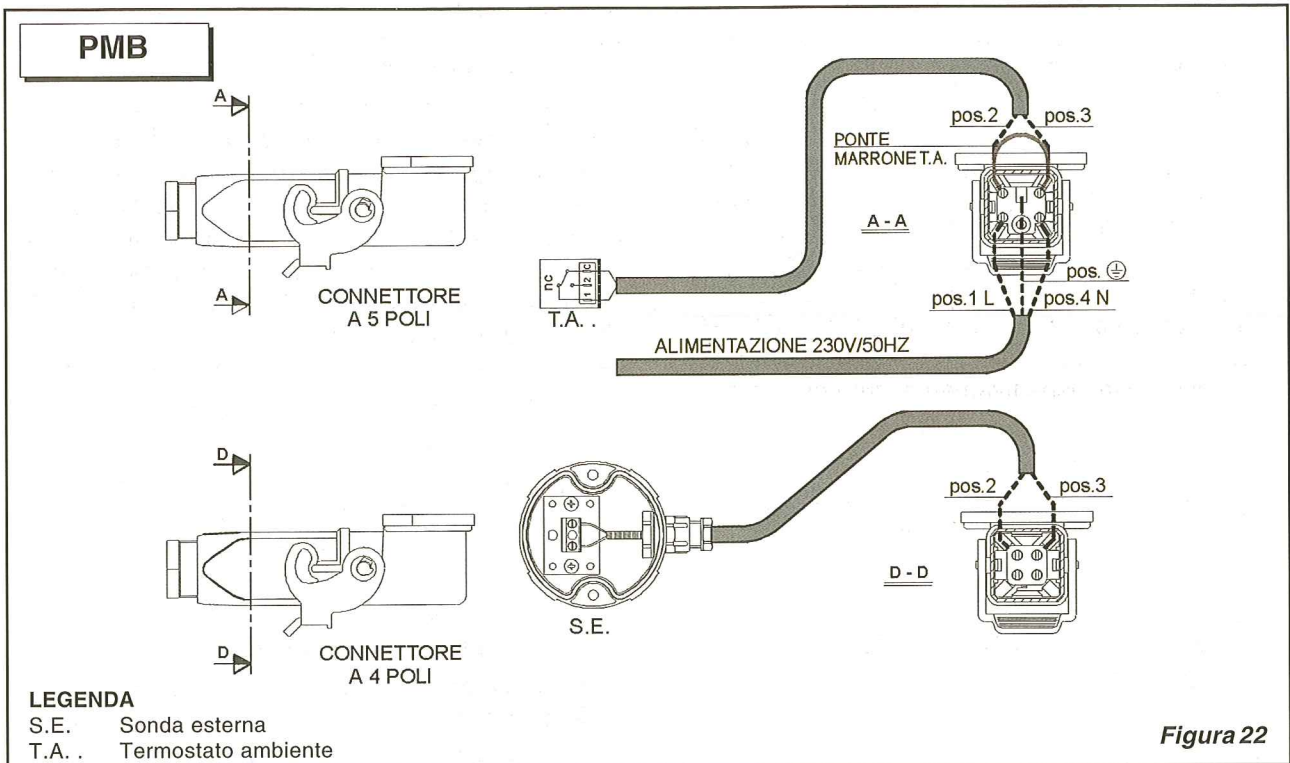 PMB
A
A
CONNETTORE
A 5 POLI
pos.2 pos.3
PONTE
MARRONE T.A.
A - A
nc
1 2 C
T.A. .
pos. ⏚
pos.1 L pos.4 N
ALIMENTAZIONE 230V/50HZ
D
D
CONNETTORE
A 4 POLI
S.E.
pos.2 pos.3
D - D
LEGENDA
S.E. Sonda esterna
T.A. . Termostato ambiente
Figura 22